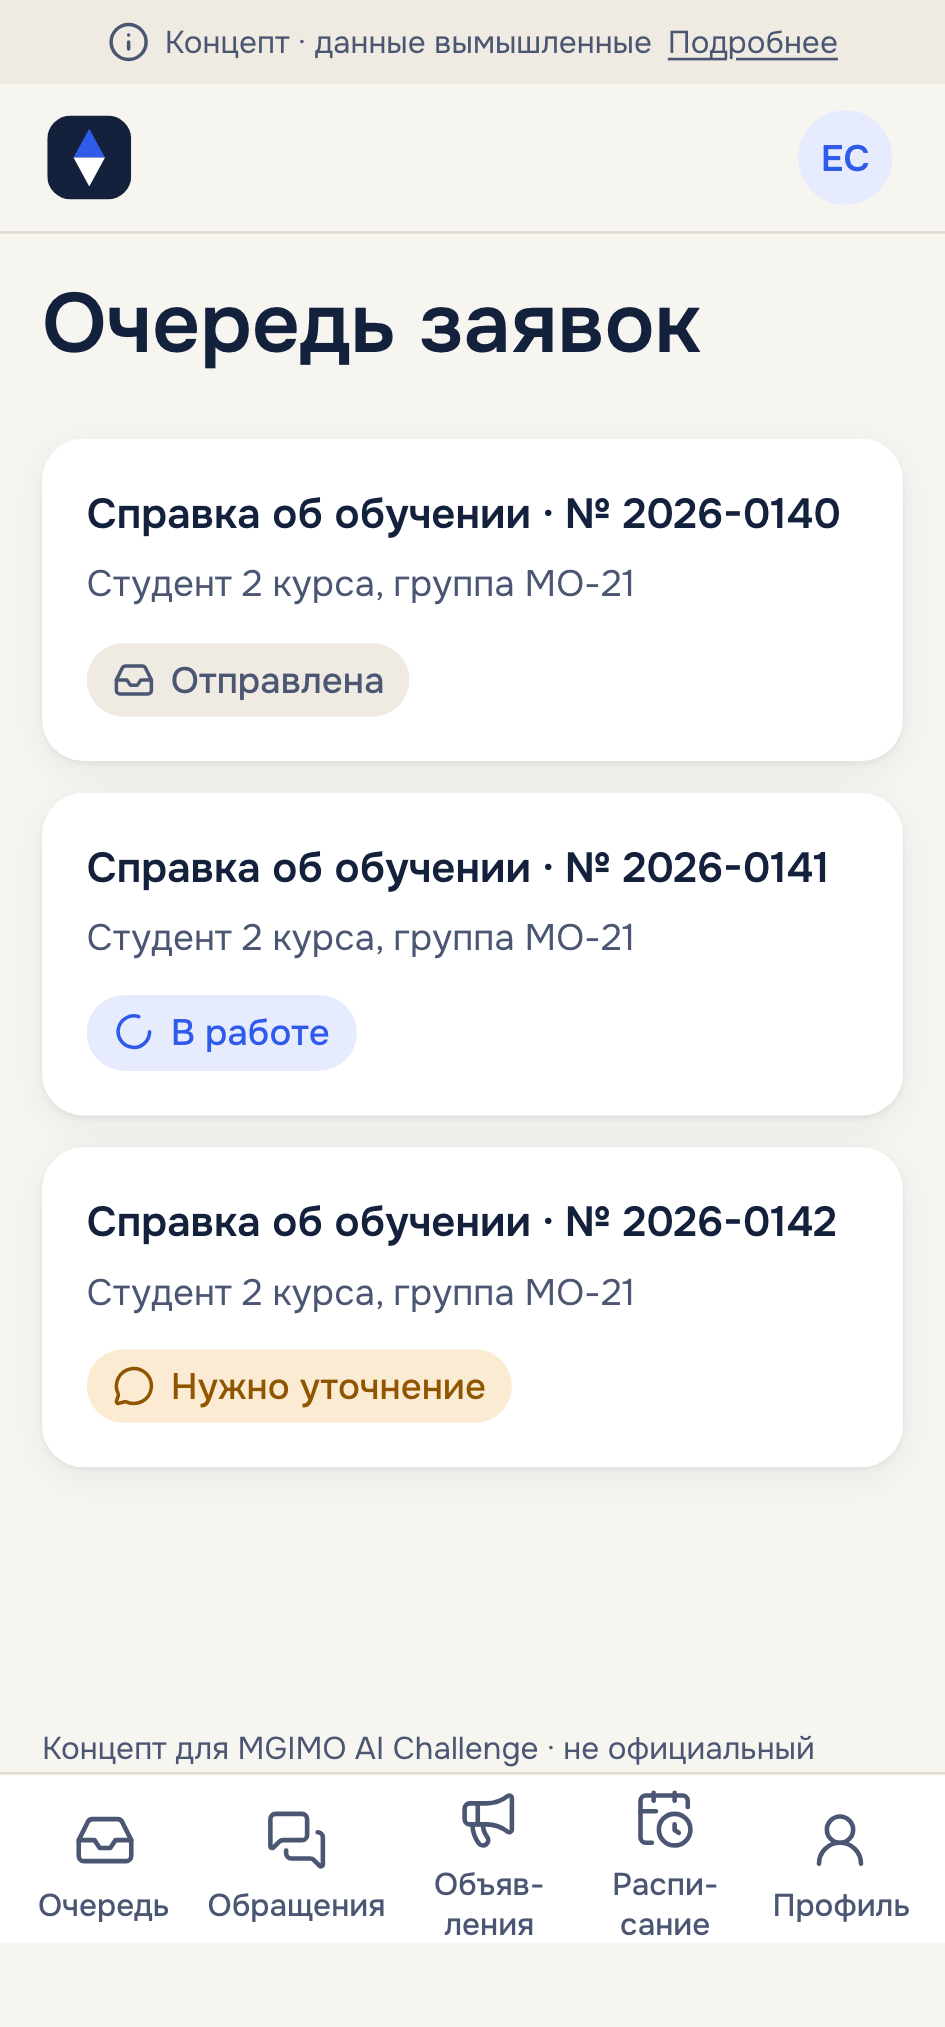 Концепт · данные вымышленные Подробнее
ЕС
Очередь заявок
Справка об обучении · № 2026-0140
Студент 2 курса, группа МО-21
Отправлена
Справка об обучении · № 2026-0141
Студент 2 курса, группа МО-21
В работе
Справка об обучении · № 2026-0142
Студент 2 курса, группа МО-21
Нужно уточнение
Концепт для MGIMO AI Challenge · не официальный
Очередь
Обращения
Объяв-
ления
Распи-
сание
Профиль